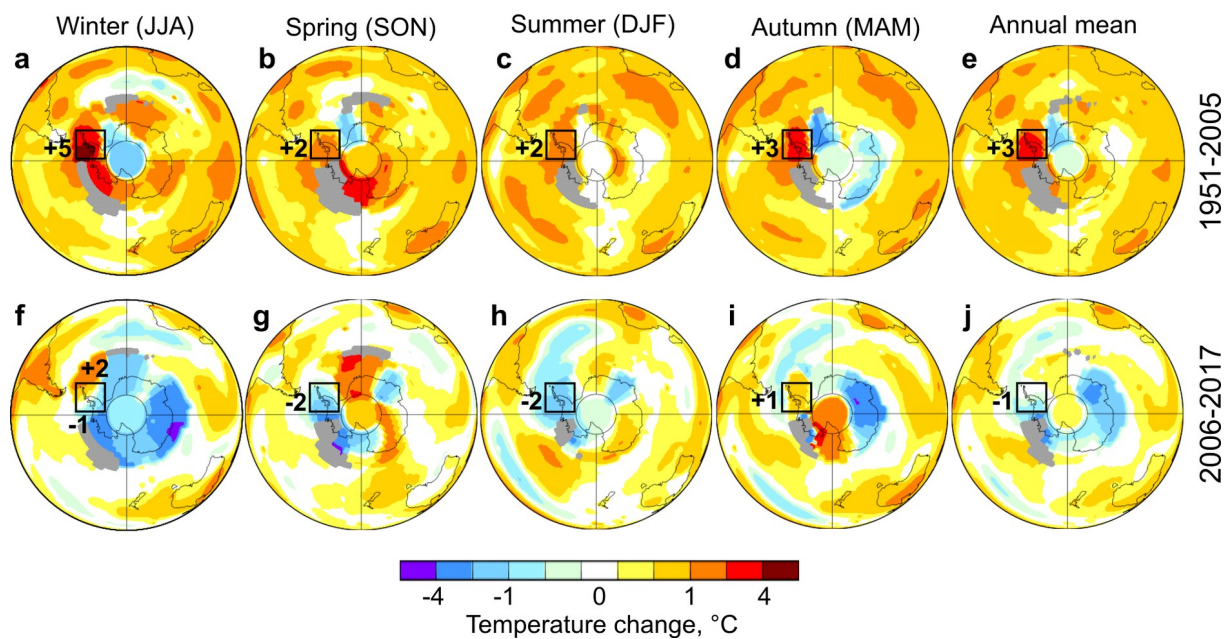 Winter (JJA) Spring (SON) Summer (DJF) Autumn (MAM) Annual mean
a b c d e
+5 +2 +2 +3 +3
1951-2005
f g h i j
+2
-1 -2 -2 +1 -1
2006-2017
-4 -1 0 1 4
Temperature change, °C